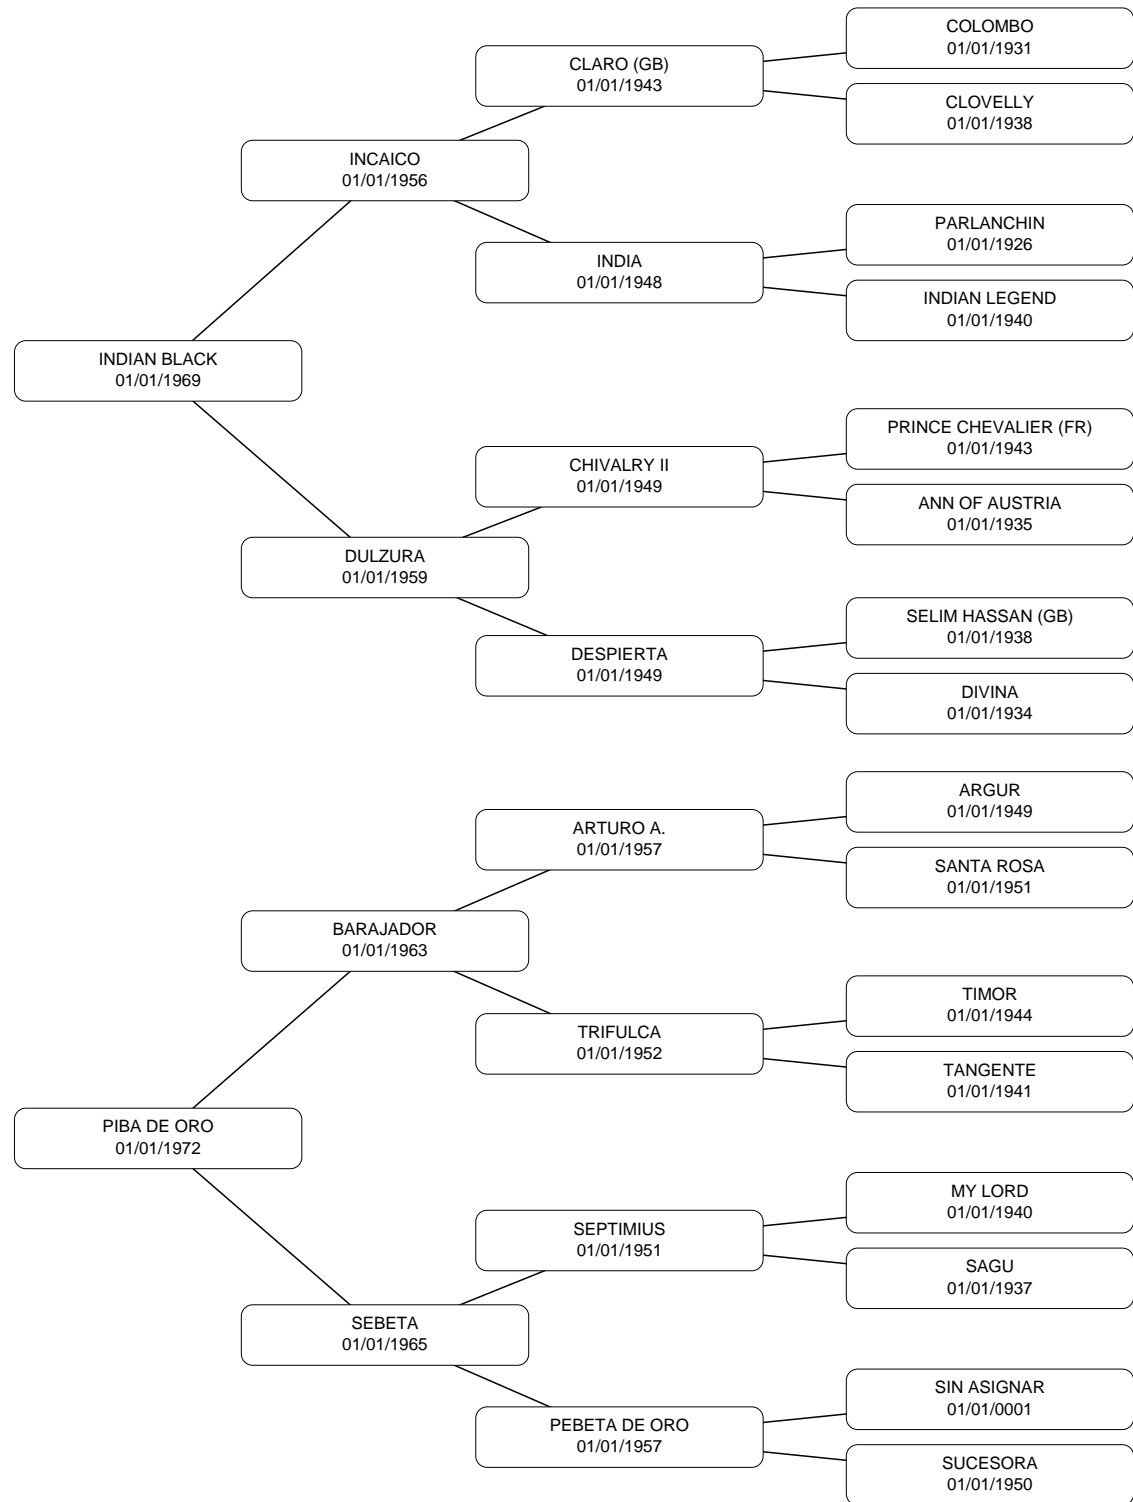 COLOMBO
01/01/1931
CLARO (GB)
01/01/1943
CLOVELLY
01/01/1938
INCAICO
01/01/1956
PARLANCHIN
01/01/1926
INDIA
01/01/1948
INDIAN LEGEND
01/01/1940
INDIAN BLACK
01/01/1969
PRINCE CHEVALIER (FR)
01/01/1943
CHIVALRY II
01/01/1949
ANN OF AUSTRIA
01/01/1935
DULZURA
01/01/1959
SELIM HASSAN (GB)
01/01/1938
DESPIERTA
01/01/1949
DIVINA
01/01/1934
ARGUR
01/01/1949
ARTURO A.
01/01/1957
SANTA ROSA
01/01/1951
BARAJADOR
01/01/1963
TIMOR
01/01/1944
TRIFULCA
01/01/1952
TANGENTE
01/01/1941
PIBA DE ORO
01/01/1972
MY LORD
01/01/1940
SEPTIMIUS
01/01/1951
SAGU
01/01/1937
SEBETA
01/01/1965
SIN ASIGNAR
01/01/0001
PEBETA DE ORO
01/01/1957
SUCESORA
01/01/1950